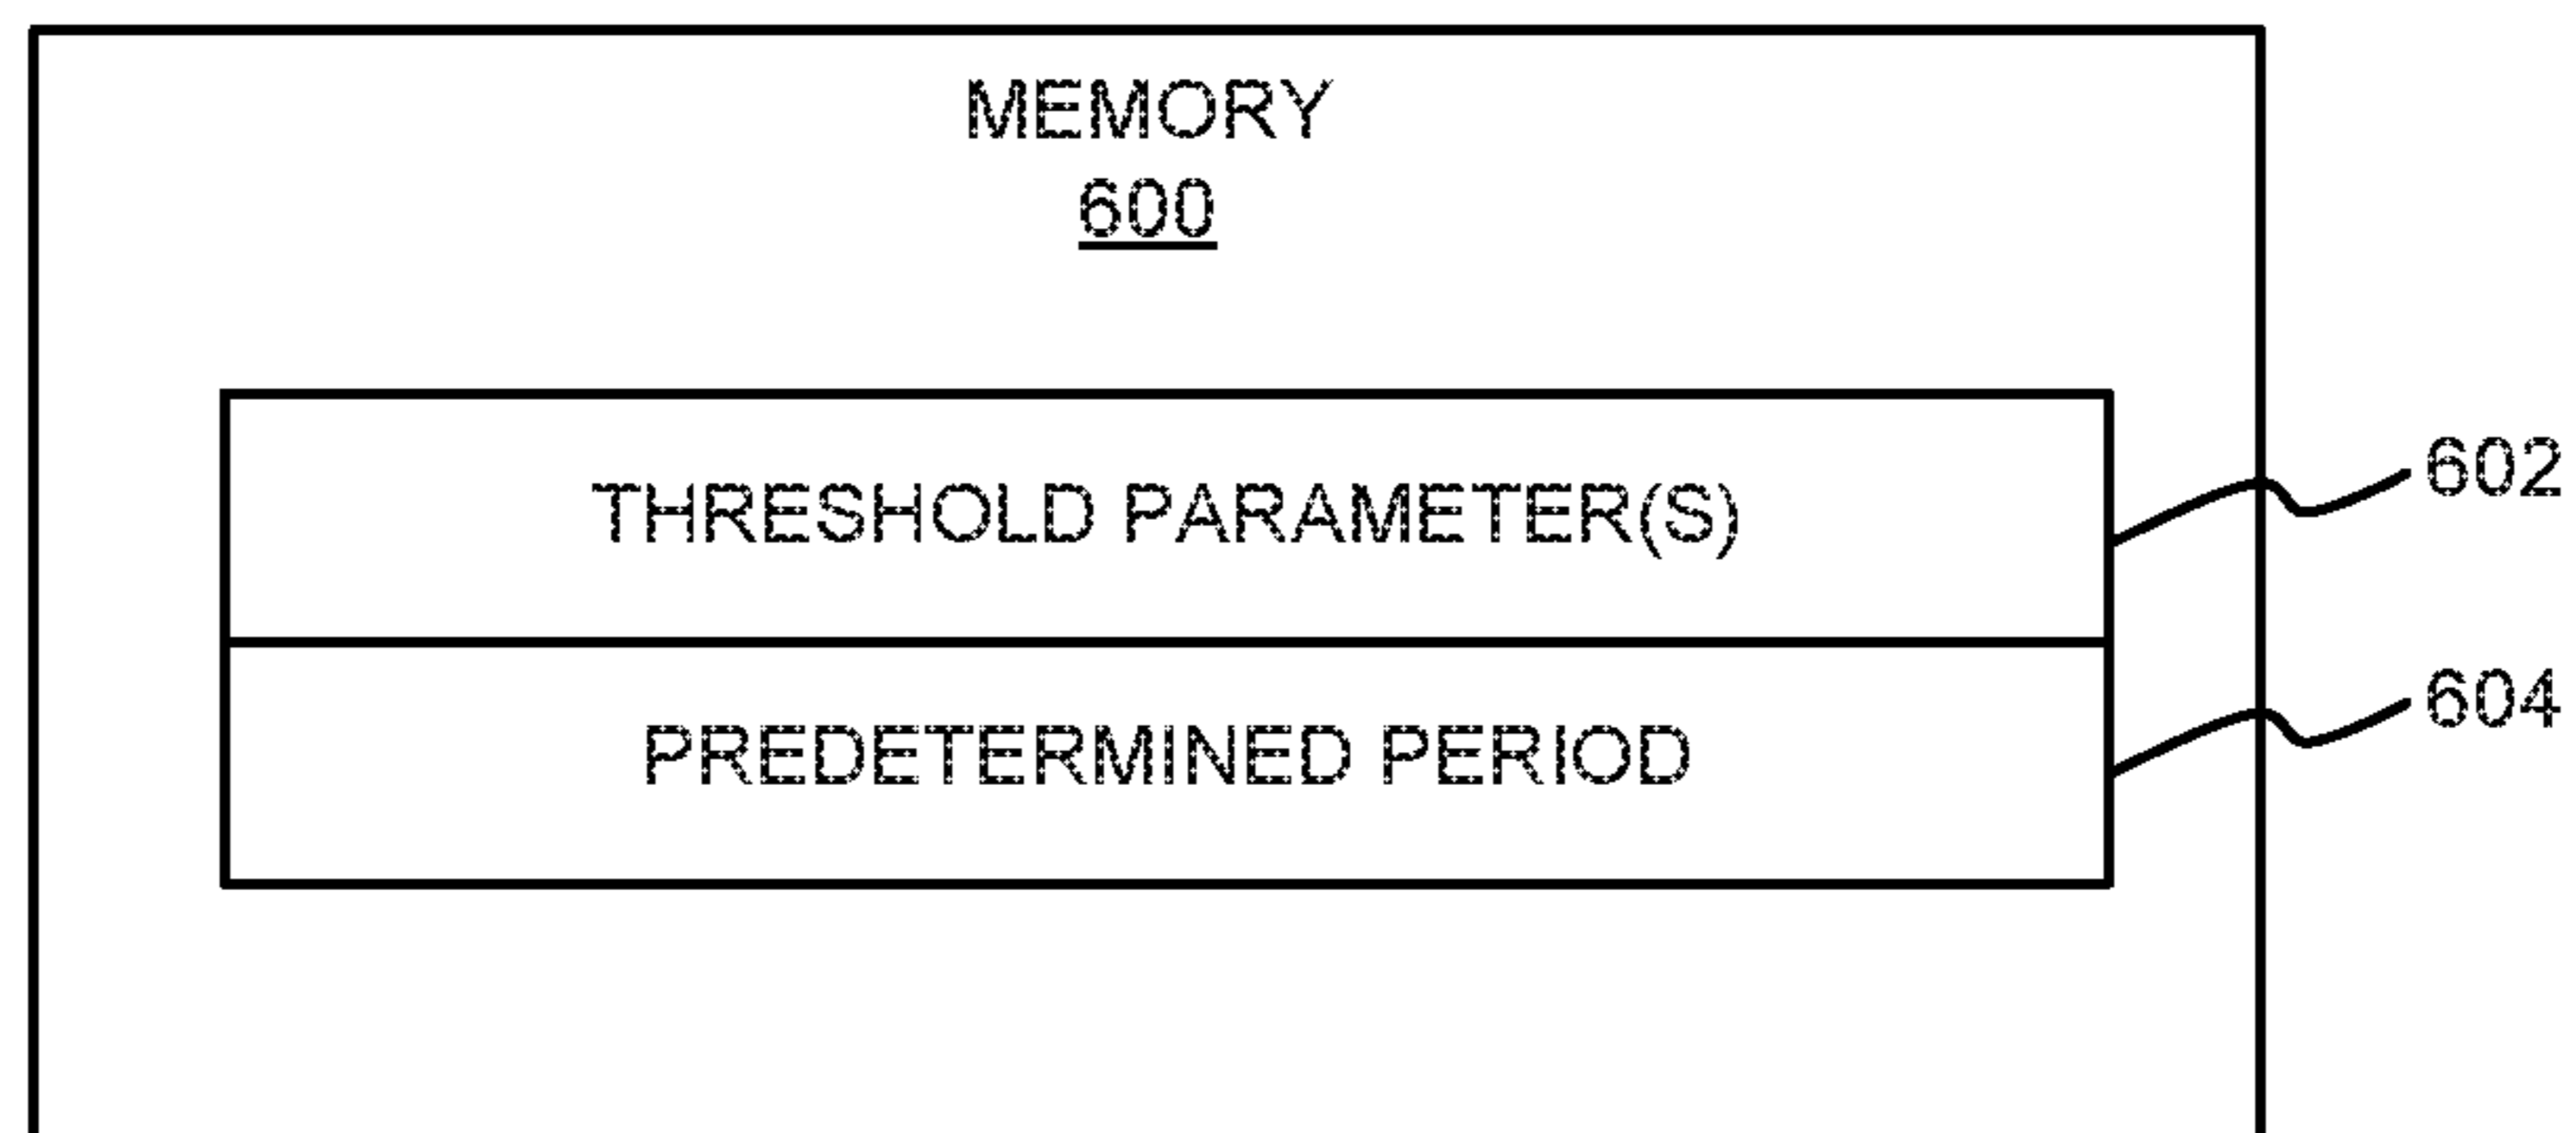 MEMORY
600
THRESHOLD PARAMETER(S)
602
PREDETERMINED PERIOD
604